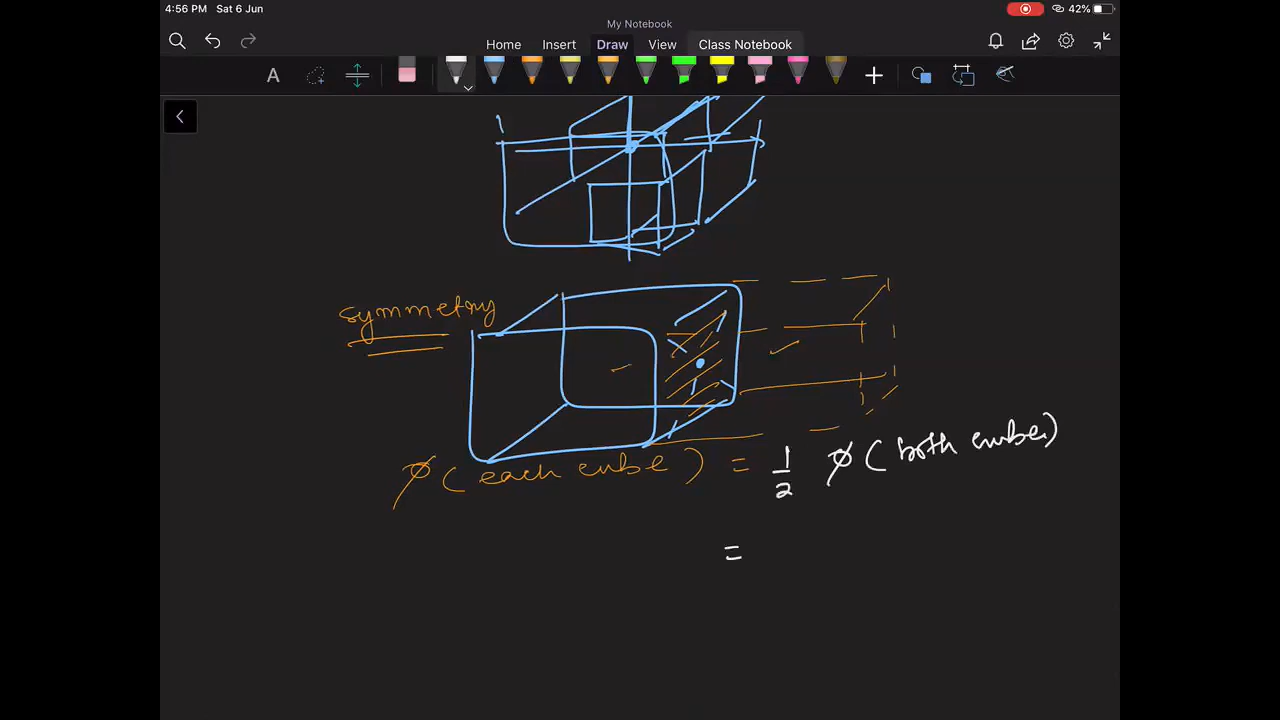 4:56 PM Sat 6 Jun
42%
My Notebook
Home Insert Draw View Class Notebook
A
symmetry
φ (each cube) = 1/2 φ (both cube)
=